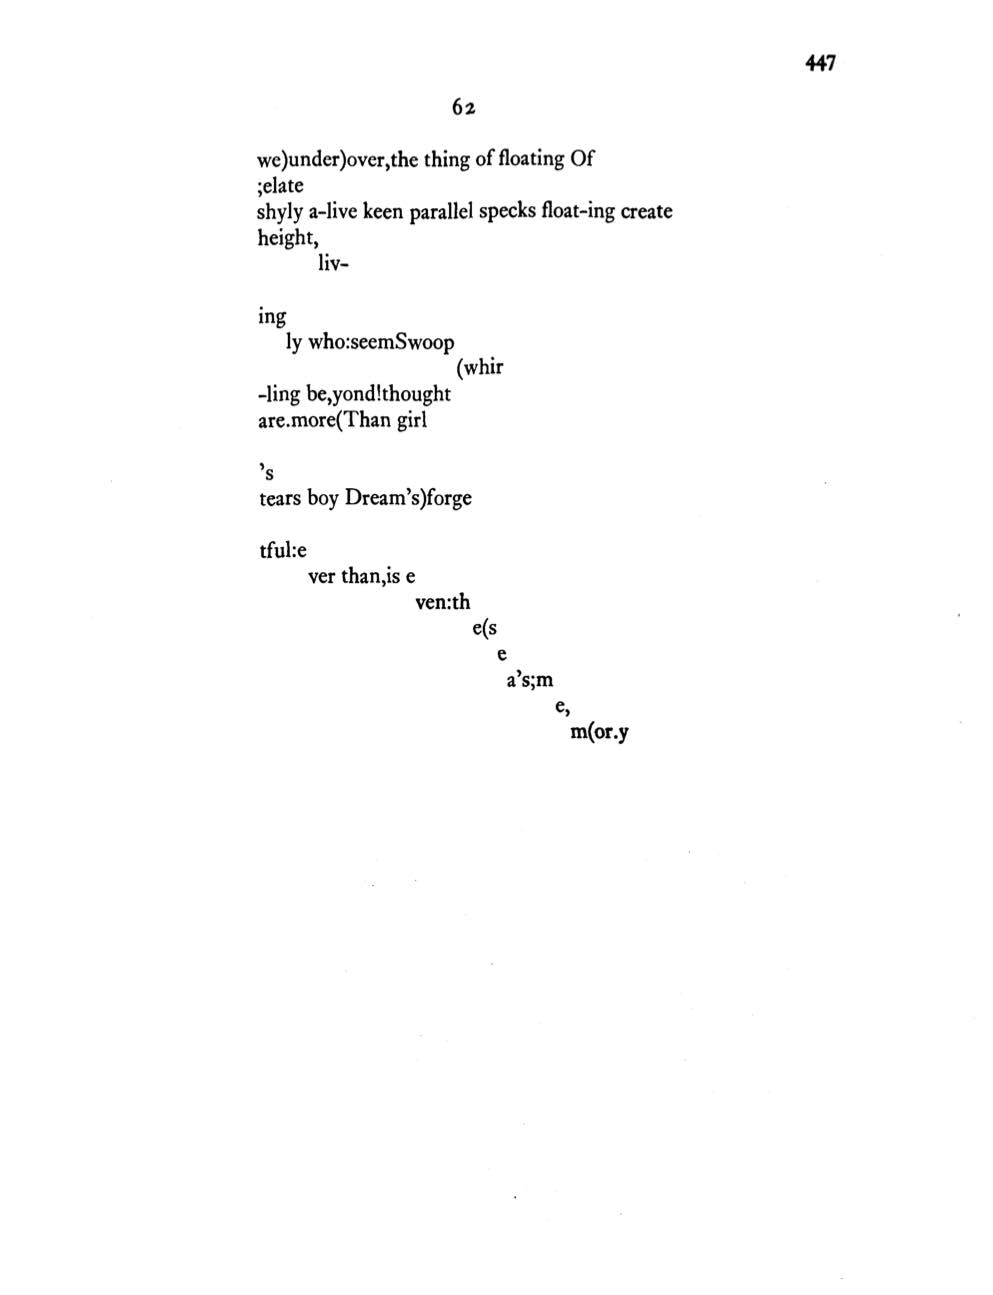 447
62
we)under)over,the thing of floating Of
;elate
shyly a-live keen parallel specks float-ing create
height,
liv-
ing
ly who:seemSwoop
(whir
-ling be,yond!thought
are.more(Than girl
's
tears boy Dream's)forge
tful:e
ver than,is e
ven:th
e(s
e
a's;m
e,
m(or.y